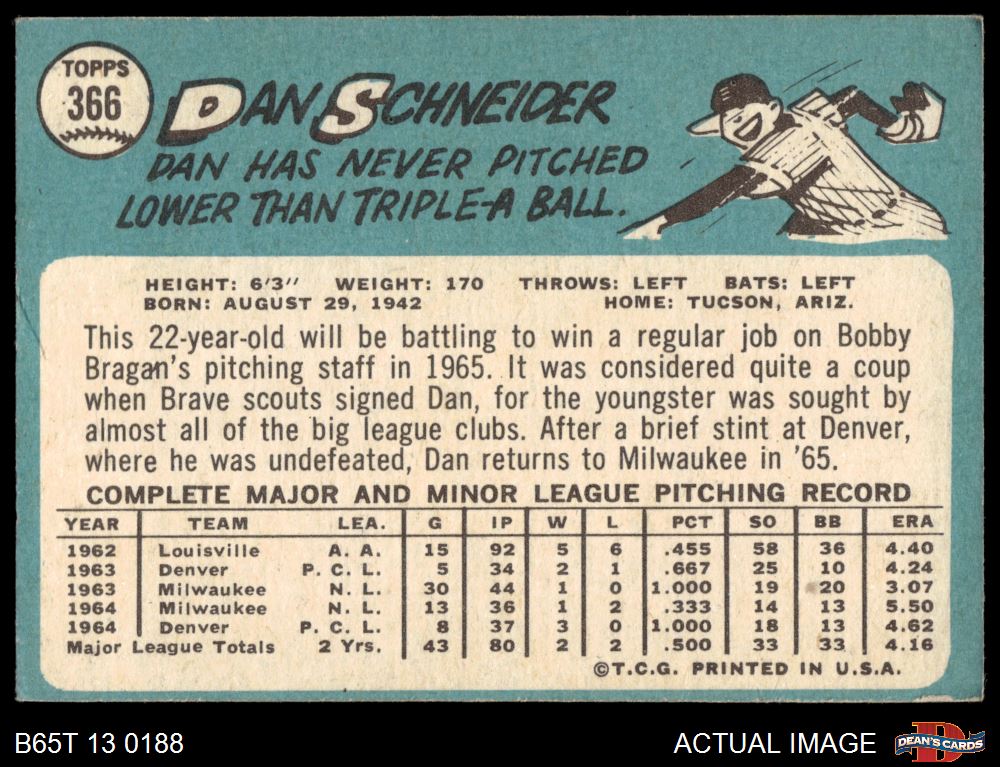 TOPPS
366
DAN SCHNEIDER
DAN HAS NEVER PITCHED
LOWER THAN TRIPLE-A BALL.
HEIGHT: 6'3" WEIGHT: 170 THROWS: LEFT BATS: LEFT
BORN: AUGUST 29, 1942 HOME: TUCSON, ARIZ.
This 22-year-old will be battling to win a regular job on Bobby
Bragan's pitching staff in 1965. It was considered quite a coup
when Brave scouts signed Dan, for the youngster was sought by
almost all of the big league clubs. After a brief stint at Denver,
where he was undefeated, Dan returns to Milwaukee in '65.
COMPLETE MAJOR AND MINOR LEAGUE PITCHING RECORD
YEAR TEAM LEA. G IP W L PCT SO BB ERA
1962 Louisville A. A. 15 92 5 6 .455 58 36 4.40
1963 Denver P. C. L. 5 34 2 1 .667 25 10 4.24
1963 Milwaukee N. L. 30 44 1 0 1.000 19 20 3.07
1964 Milwaukee N. L. 13 36 1 2 .333 14 13 5.50
1964 Denver P. C. L. 8 37 3 0 1.000 18 13 4.62
Major League Totals 2 Yrs. 43 80 2 2 .500 33 33 4.16
©T.C.G. PRINTED IN U.S.A.
B65T 13 0188 ACTUAL IMAGE
DEAN'S CARDS